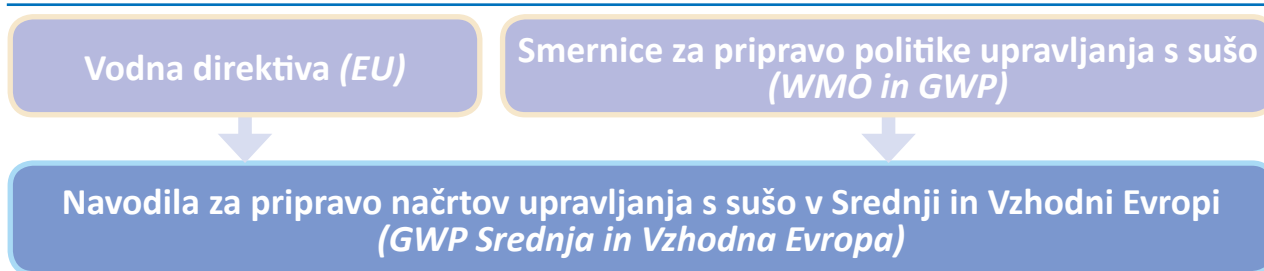 Vodna direktiva (EU)
Smernice za pripravo politike upravljanja s sušo
(WMO in GWP)
Navodila za pripravo načrtov upravljanja s sušo v Srednji in Vzhodni Evropi
(GWP Srednja in Vzhodna Evropa)